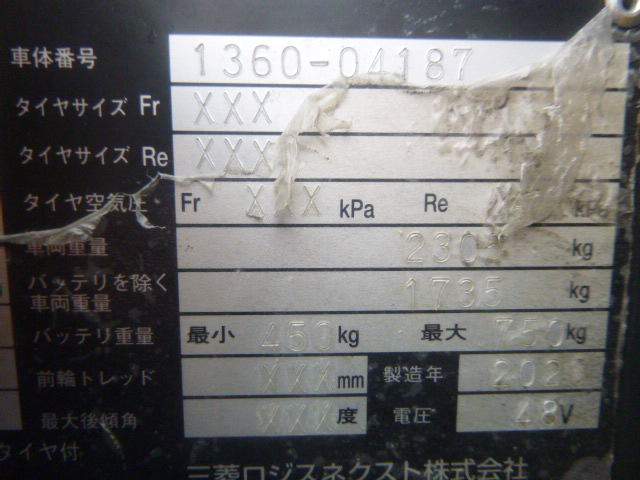 車体番号 1360-04187
タイヤサイズ Fr XXX
タイヤサイズ Re XXX
タイヤ空気圧 Fr XXX kPa Re kPa
車両重量 kg
バッテリを除く車両重量 1735 kg
バッテリ重量 最小 450 kg 最大 750 kg
前輪トレッド XXX mm 製造年
最大後傾角 XXX 度 電圧 48 V
タイヤ付
三菱ロジスネクスト株式会社